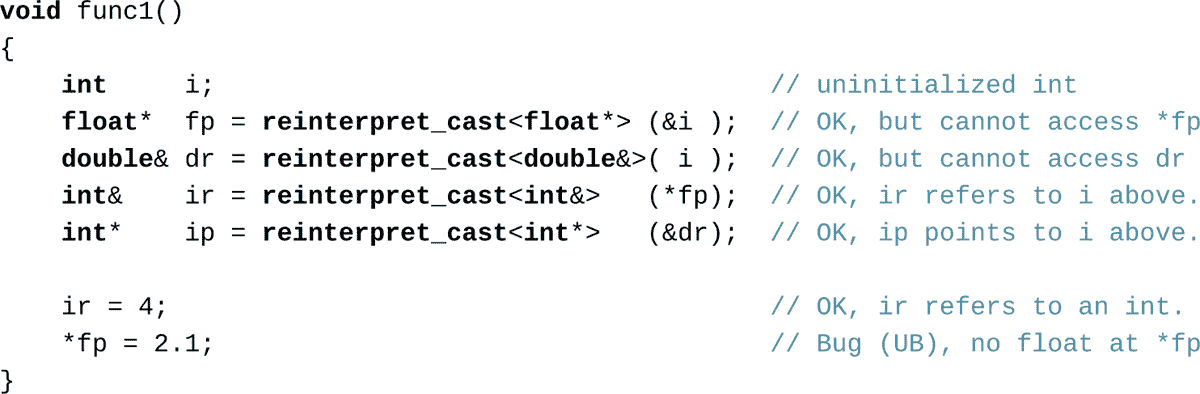 void func1()
{
    int     i;                                    // uninitialized int
    float*  fp = reinterpret_cast<float*> (&i );  // OK, but cannot access *fp
    double& dr = reinterpret_cast<double&>( i );  // OK, but cannot access dr
    int&    ir = reinterpret_cast<int&>   (*fp);  // OK, ir refers to i above.
    int*    ip = reinterpret_cast<int*>   (&dr);  // OK, ip points to i above.

    ir = 4;                                       // OK, ir refers to an int.
    *fp = 2.1;                                    // Bug (UB), no float at *fp
}